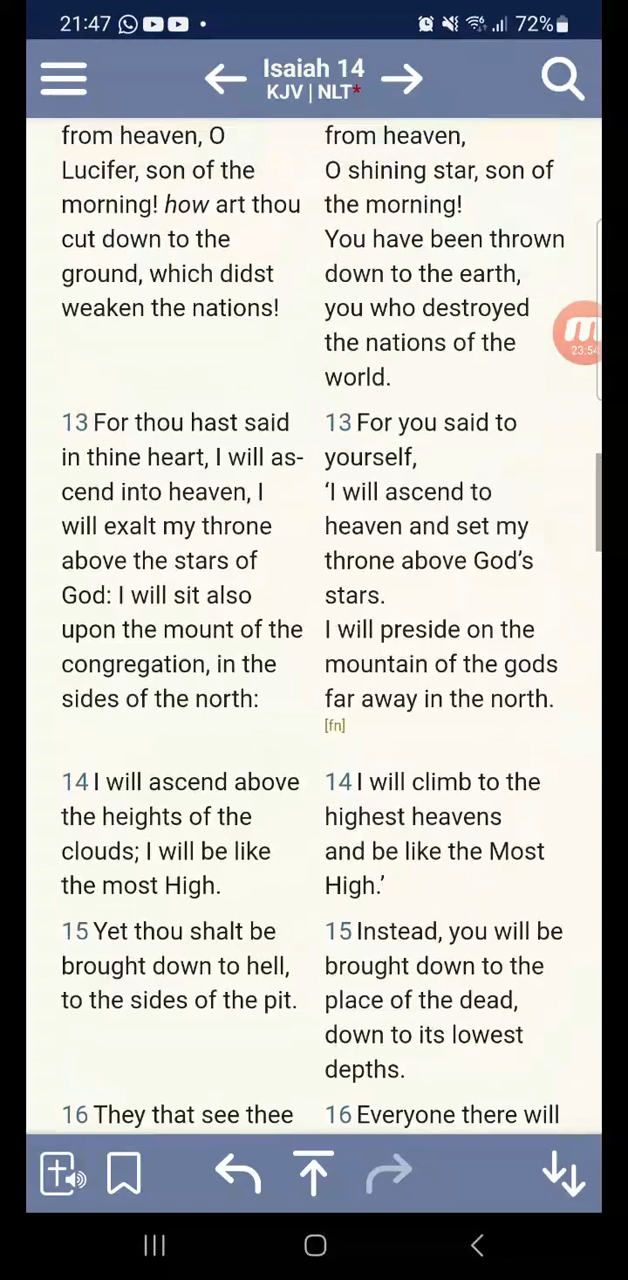 21:47
72%
Isaiah 14
KJV | NLT*
from heaven, O
Lucifer, son of the
morning! how art thou
cut down to the
ground, which didst
weaken the nations!
from heaven,
O shining star, son of
the morning!
You have been thrown
down to the earth,
you who destroyed
the nations of the
world.
23:54
13 For thou hast said
in thine heart, I will as-
cend into heaven, I
will exalt my throne
above the stars of
God: I will sit also
upon the mount of the
congregation, in the
sides of the north:
13 For you said to
yourself,
‘I will ascend to
heaven and set my
throne above God’s
stars.
I will preside on the
mountain of the gods
far away in the north.
[fn]
14 I will ascend above
the heights of the
clouds; I will be like
the most High.
14 I will climb to the
highest heavens
and be like the Most
High.’
15 Yet thou shalt be
brought down to hell,
to the sides of the pit.
15 Instead, you will be
brought down to the
place of the dead,
down to its lowest
depths.
16 They that see thee
16 Everyone there will